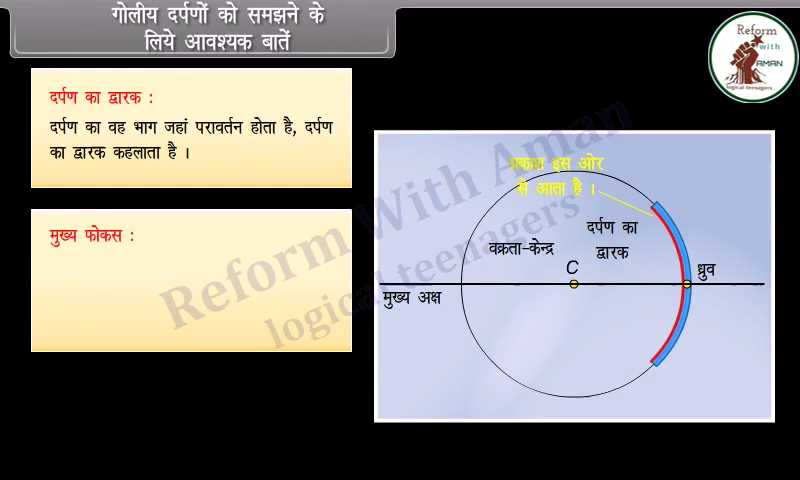 गोलीय दर्पणों को समझने के
लिये आवश्यक बातें
Reform
with
AMAN
logical teenagers.
दर्पण का द्वारक :
दर्पण का वह भाग जहां परावर्तन होता है, दर्पण
का द्वारक कहलाता है ।
मुख्य फोकस :
प्रकाश इस ओर
से आता है ।
दर्पण का
द्वारक
वक्रता-केन्द्र
C
ध्रुव
मुख्य अक्ष
Reform With Aman
logical teenagers